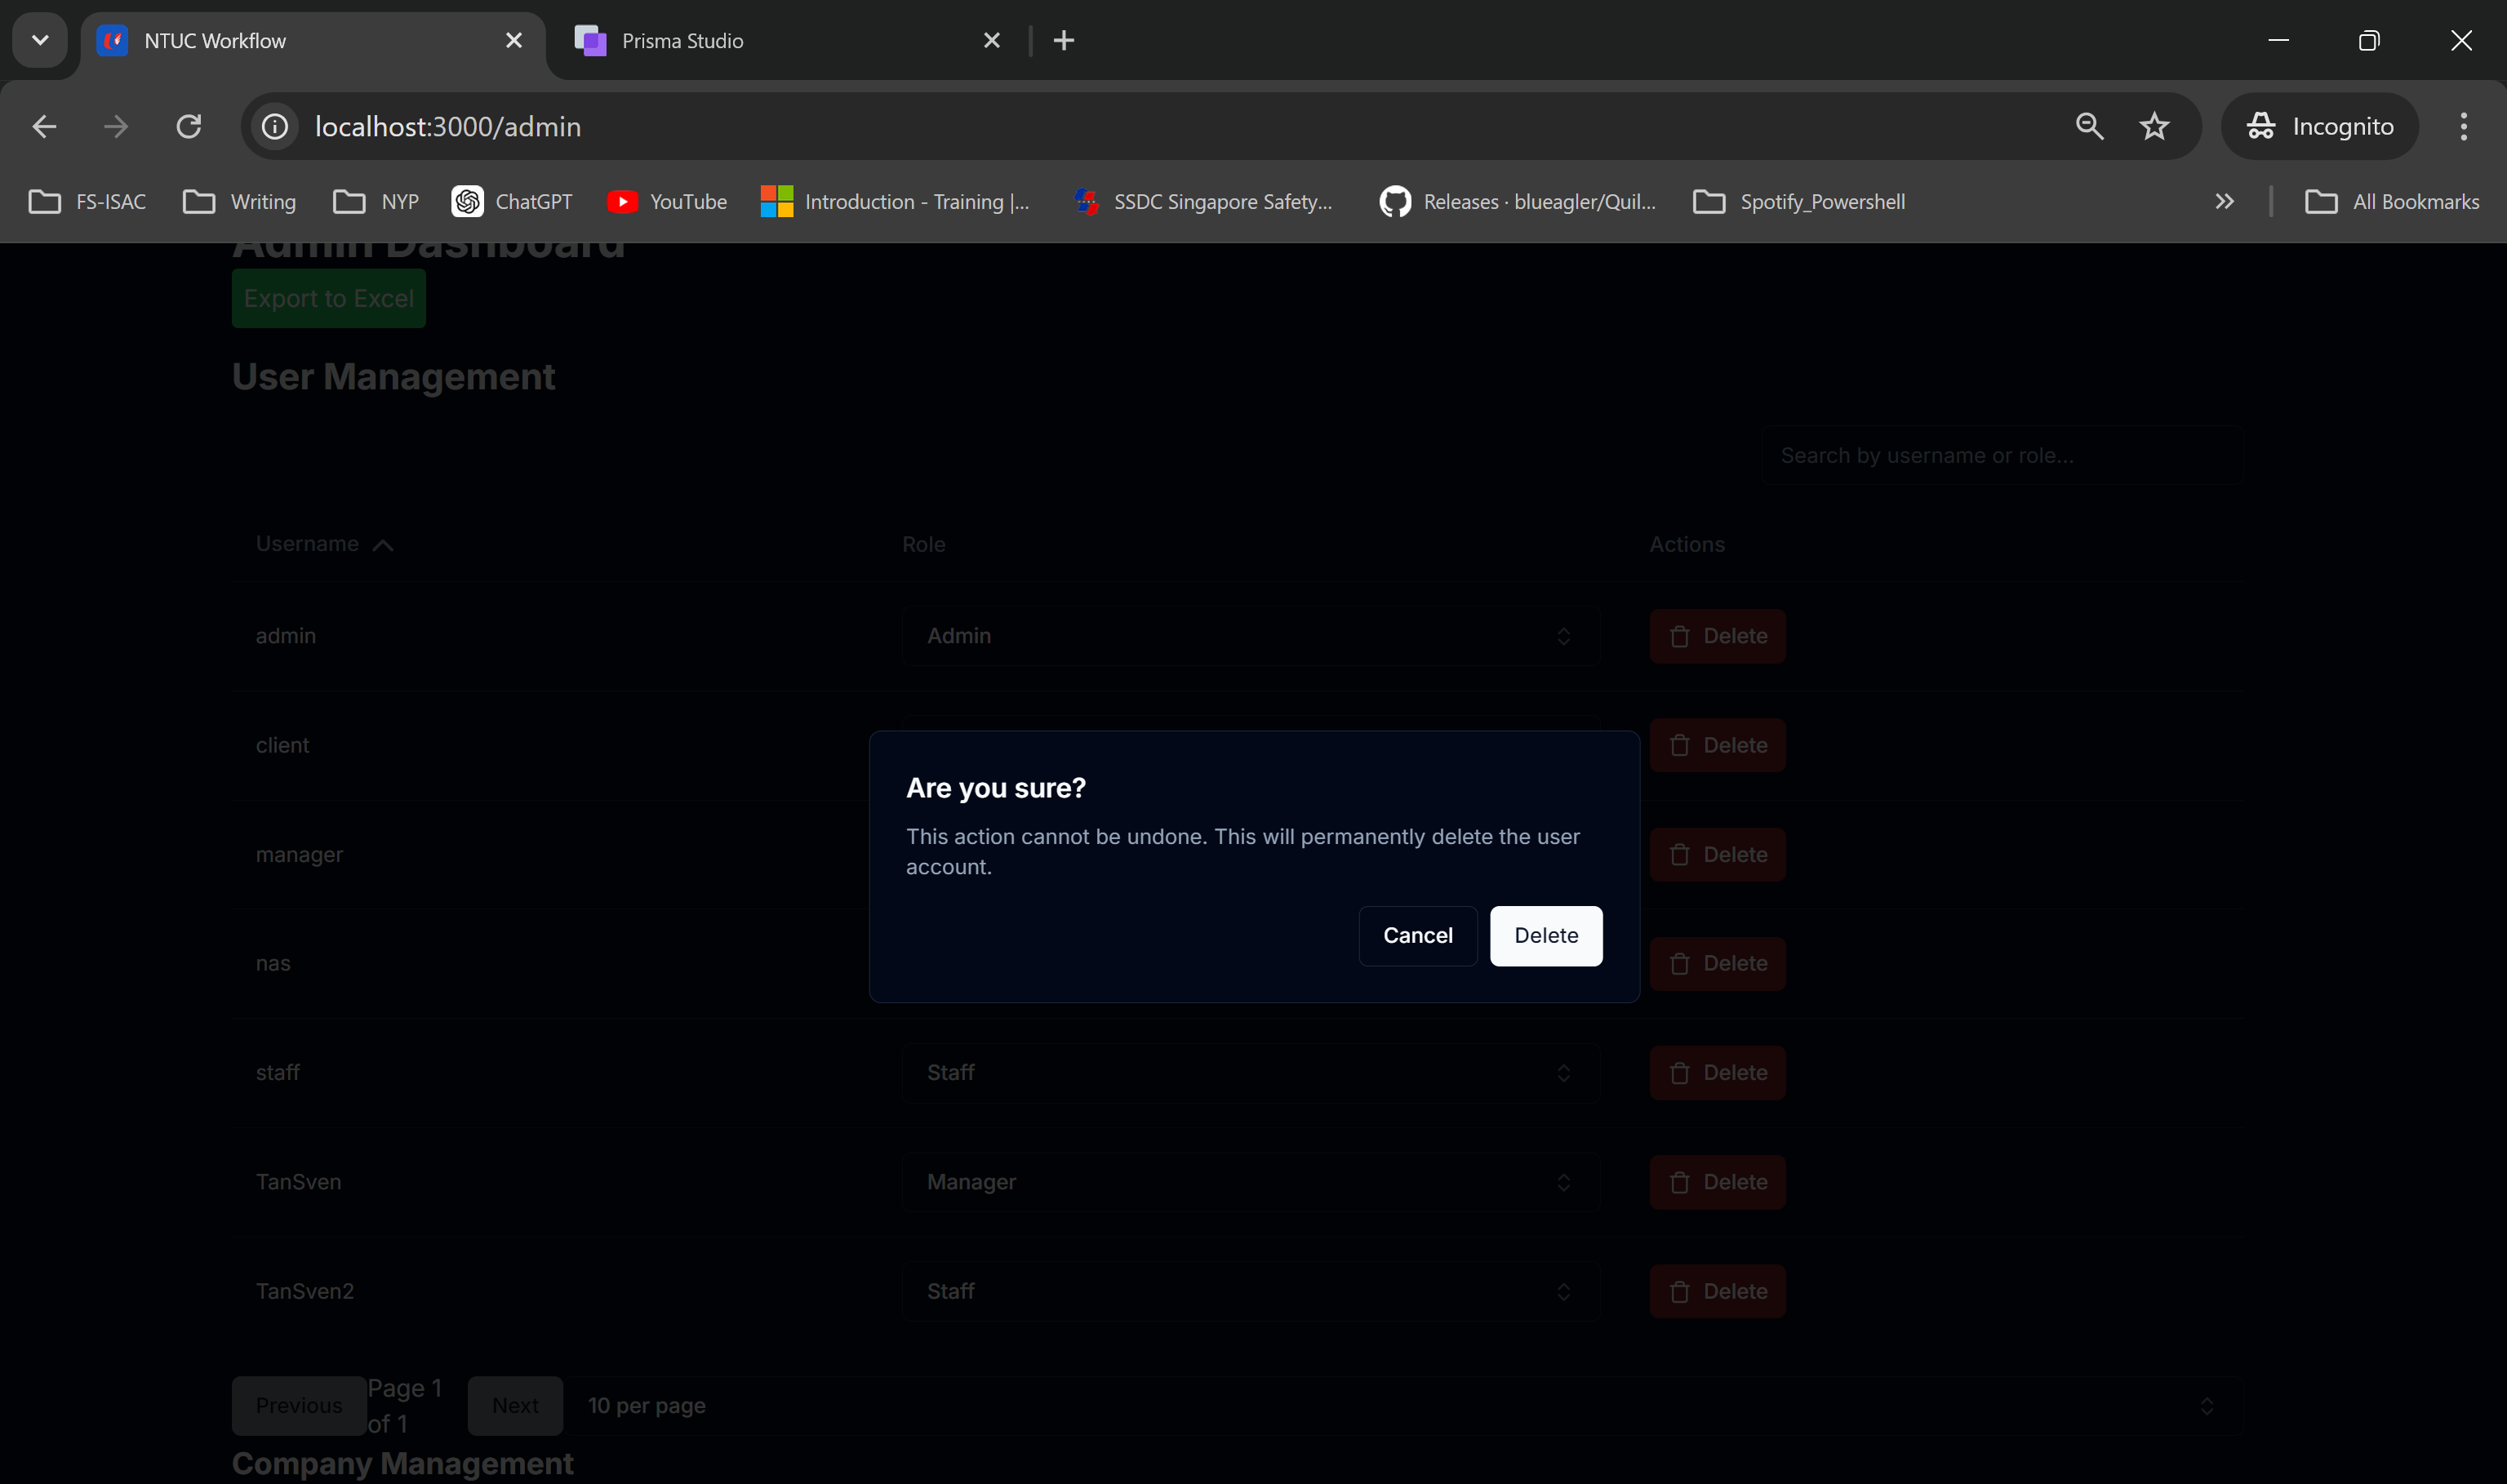 NTUC Workflow
Prisma Studio
localhost:3000/admin
Incognito
FS-ISAC
Writing
NYP
ChatGPT
YouTube
Introduction - Training |...
SSDC Singapore Safety...
Releases · blueagler/Quil...
Spotify_Powershell
All Bookmarks
Admin Dashboard
Export to Excel
User Management
Search by username or role...
Username
Role
Actions
admin
Admin
Delete
client
Delete
manager
Delete
nas
Delete
Are you sure?
This action cannot be undone. This will permanently delete the user
account.
Cancel
Delete
staff
Staff
Delete
TanSven
Manager
Delete
TanSven2
Staff
Delete
Previous
Page 1
of 1
Next
10 per page
Company Management